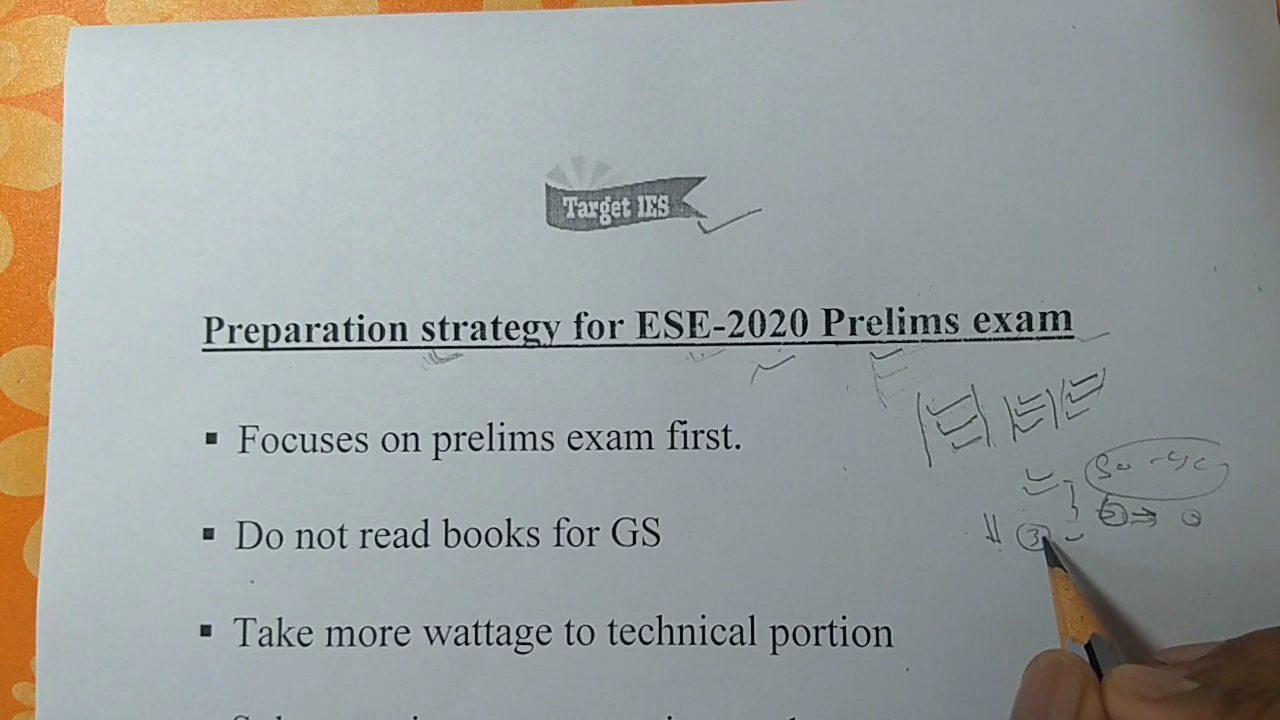 Target IES
Preparation strategy for ESE-2020 Prelims exam
▪ Focuses on prelims exam first.
▪ Do not read books for GS
▪ Take more wattage to technical portion
3